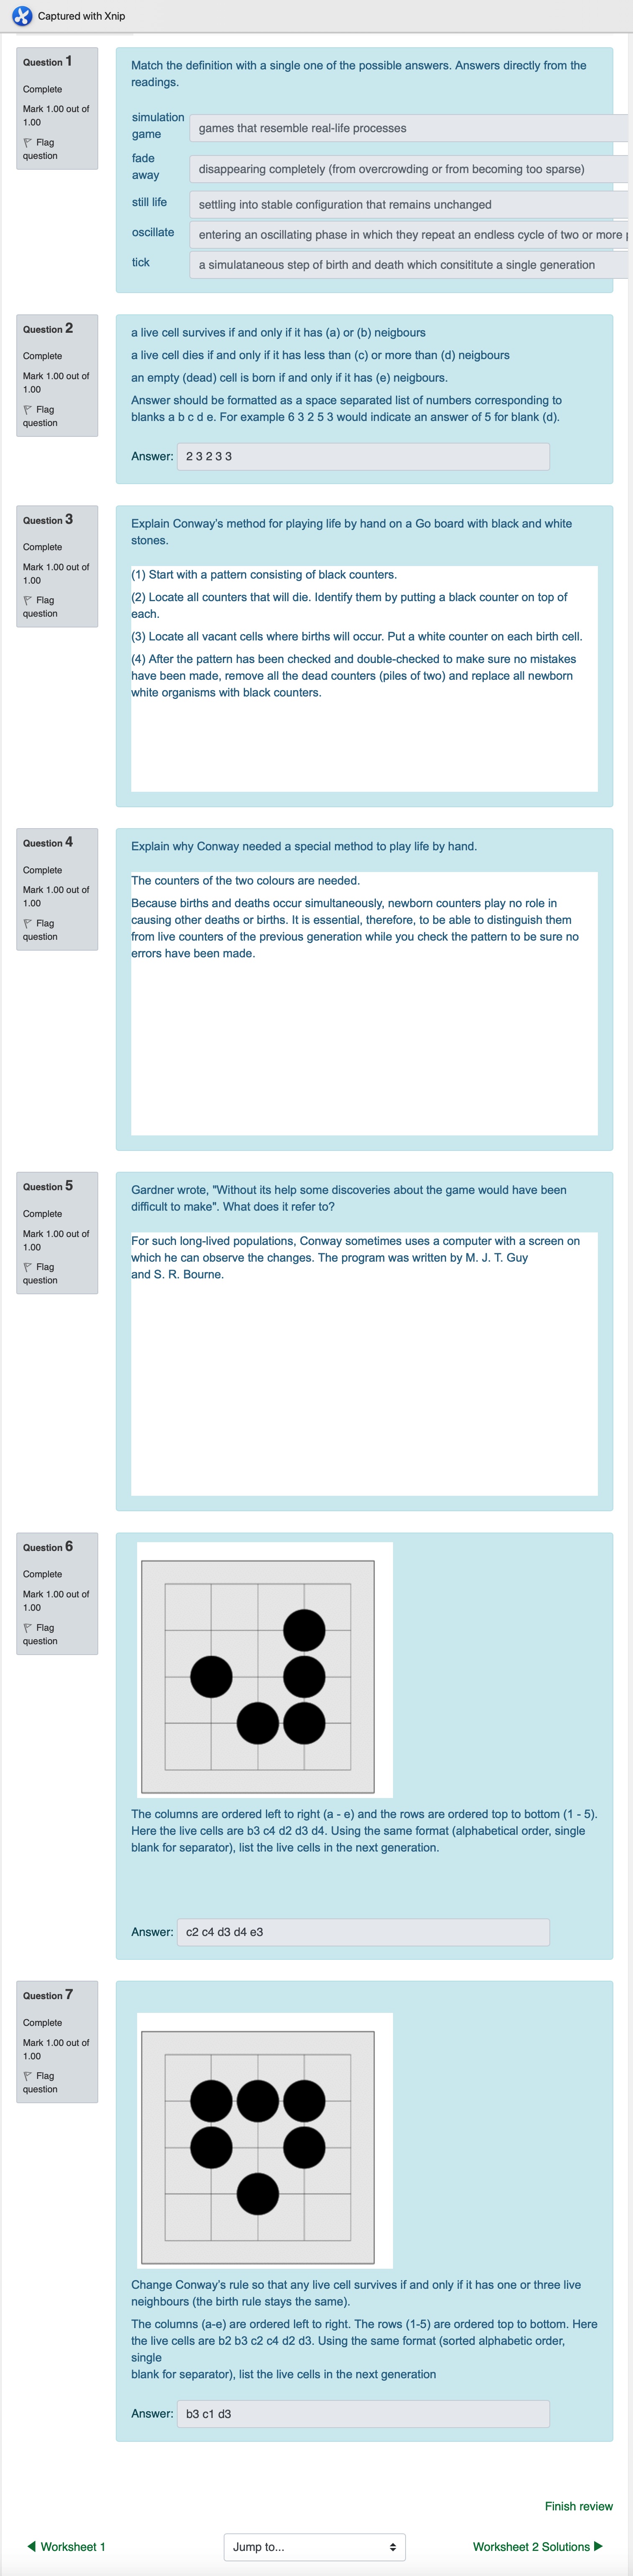 Captured with Xnip
Question 1
Complete
Mark 1.00 out of
1.00
Flag
question
Match the definition with a single one of the possible answers. Answers directly from the
readings.
simulation
game
games that resemble real-life processes
fade
away
disappearing completely (from overcrowding or from becoming too sparse)
still life
settling into stable configuration that remains unchanged
oscillate
entering an oscillating phase in which they repeat an endless cycle of two or more
tick
a simulataneous step of birth and death which consititute a single generation
Question 2
Complete
Mark 1.00 out of
1.00
Flag
question
a live cell survives if and only if it has (a) or (b) neigbours
a live cell dies if and only if it has less than (c) or more than (d) neigbours
an empty (dead) cell is born if and only if it has (e) neigbours.
Answer should be formatted as a space separated list of numbers corresponding to
blanks a b c d e. For example 6 3 2 5 3 would indicate an answer of 5 for blank (d).
Answer: 2 3 2 3 3
Question 3
Complete
Mark 1.00 out of
1.00
Flag
question
Explain Conway's method for playing life by hand on a Go board with black and white
stones.
(1) Start with a pattern consisting of black counters.
(2) Locate all counters that will die. Identify them by putting a black counter on top of
each.
(3) Locate all vacant cells where births will occur. Put a white counter on each birth cell.
(4) After the pattern has been checked and double-checked to make sure no mistakes
have been made, remove all the dead counters (piles of two) and replace all newborn
white organisms with black counters.
Question 4
Complete
Mark 1.00 out of
1.00
Flag
question
Explain why Conway needed a special method to play life by hand.
The counters of the two colours are needed.
Because births and deaths occur simultaneously, newborn counters play no role in
causing other deaths or births. It is essential, therefore, to be able to distinguish them
from live counters of the previous generation while you check the pattern to be sure no
errors have been made.
Question 5
Complete
Mark 1.00 out of
1.00
Flag
question
Gardner wrote, "Without its help some discoveries about the game would have been
difficult to make". What does it refer to?
For such long-lived populations, Conway sometimes uses a computer with a screen on
which he can observe the changes. The program was written by M. J. T. Guy
and S. R. Bourne.
Question 6
Complete
Mark 1.00 out of
1.00
Flag
question
The columns are ordered left to right (a - e) and the rows are ordered top to bottom (1 - 5).
Here the live cells are b3 c4 d2 d3 d4. Using the same format (alphabetical order, single
blank for separator), list the live cells in the next generation.
Answer: c2 c4 d3 d4 e3
Question 7
Complete
Mark 1.00 out of
1.00
Flag
question
Change Conway's rule so that any live cell survives if and only if it has one or three live
neighbours (the birth rule stays the same).
The columns (a-e) are ordered left to right. The rows (1-5) are ordered top to bottom. Here
the live cells are b2 b3 c2 c4 d2 d3. Using the same format (sorted alphabetic order,
single
blank for separator), list the live cells in the next generation
Answer: b3 c1 d3
Finish review
Worksheet 1
Jump to...
Worksheet 2 Solutions